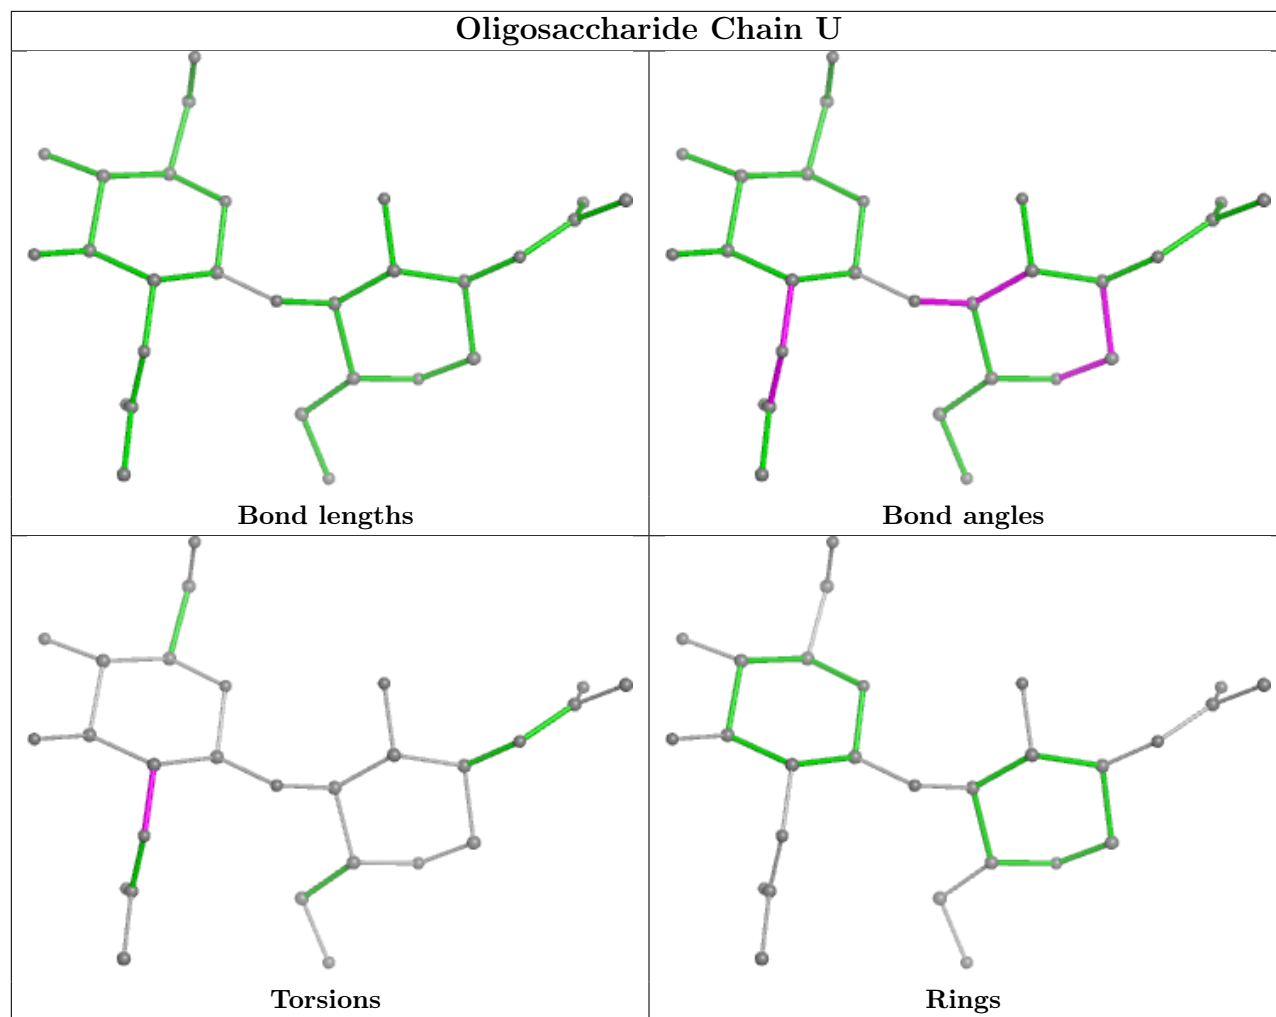 Oligosaccharide Chain U
Bond lengths
Bond angles
Torsions
Rings